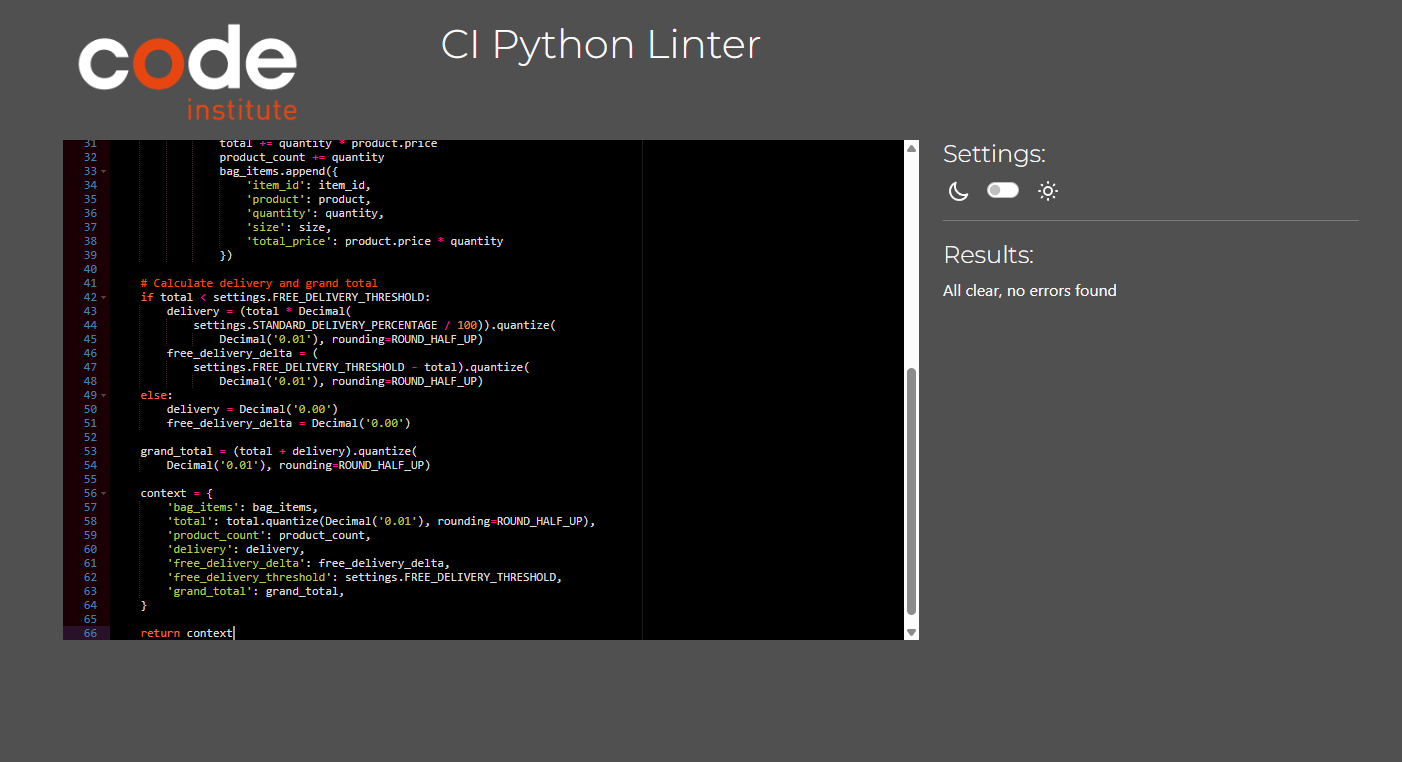 code
institute
CI Python Linter
31 total += quantity * product.price
32 product_count += quantity
33 bag_items.append({
34 'item_id': item_id,
35 'product': product,
36 'quantity': quantity,
37 'size': size,
38 'total_price': product.price * quantity
39 })
40
41 # Calculate delivery and grand total
42 if total < settings.FREE_DELIVERY_THRESHOLD:
43 delivery = (total * Decimal(
44 settings.STANDARD_DELIVERY_PERCENTAGE / 100)).quantize(
45 Decimal('0.01'), rounding=ROUND_HALF_UP)
46 free_delivery_delta = (
47 settings.FREE_DELIVERY_THRESHOLD - total).quantize(
48 Decimal('0.01'), rounding=ROUND_HALF_UP)
49 else:
50 delivery = Decimal('0.00')
51 free_delivery_delta = Decimal('0.00')
52
53 grand_total = (total + delivery).quantize(
54 Decimal('0.01'), rounding=ROUND_HALF_UP)
55
56 context = {
57 'bag_items': bag_items,
58 'total': total.quantize(Decimal('0.01'), rounding=ROUND_HALF_UP),
59 'product_count': product_count,
60 'delivery': delivery,
61 'free_delivery_delta': free_delivery_delta,
62 'free_delivery_threshold': settings.FREE_DELIVERY_THRESHOLD,
63 'grand_total': grand_total,
64 }
65
66 return context
Settings:
Results:
All clear, no errors found